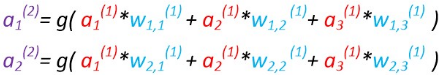 a₁⁽²⁾= g( a₁⁽¹⁾*w₁,₁⁽¹⁾ + a₂⁽¹⁾*w₁,₂⁽¹⁾+ a₃⁽¹⁾*w₁,₃⁽¹⁾ )
a₂⁽²⁾= g( a₁⁽¹⁾*w₂,₁⁽¹⁾ + a₂⁽¹⁾*w₂,₂⁽¹⁾+ a₃⁽¹⁾*w₂,₃⁽¹⁾ )